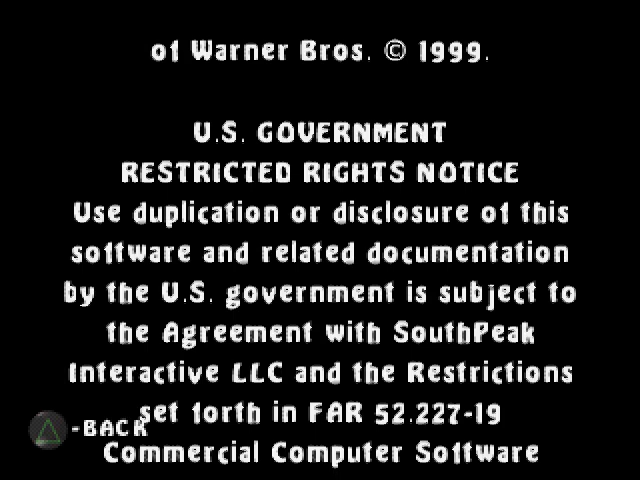 of Warner Bros. © 1999.
U.S. GOVERNMENT
RESTRICTED RIGHTS NOTICE
Use duplication or disclosure of this
software and related documentation
by the U.S. government is subject to
the Agreement with SouthPeak
Interactive LLC and the Restrictions
set forth in FAR 52.227-19
-BACK
Commercial Computer Software